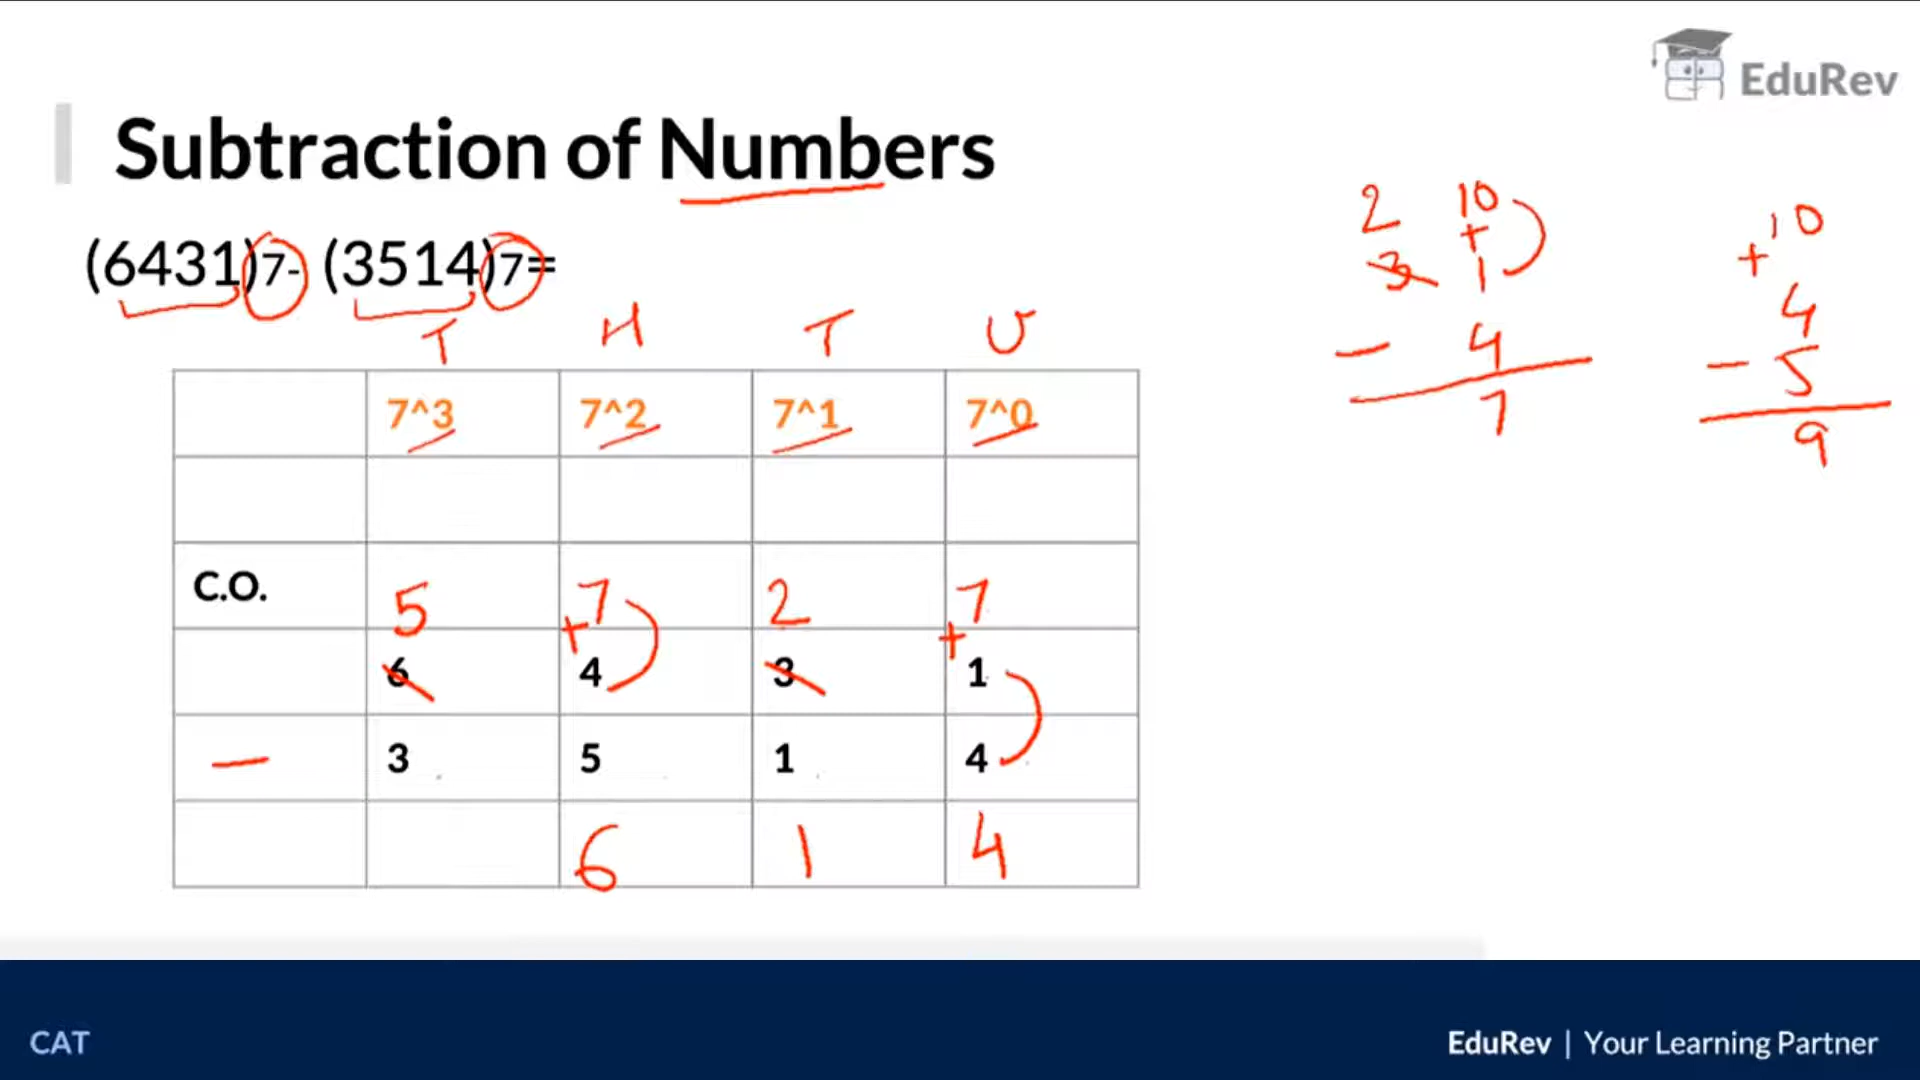 EduRev
Subtraction of Numbers
(6431)7- (3514)7=
2 10
+
3 1
- 4
7
10
+
4
- 5
9
T H T U
7^3 7^2 7^1 7^0
C.O. 5 +7 2 +7
6 4 3 1
- 3 5 1 4
6 1 4
CAT
EduRev | Your Learning Partner